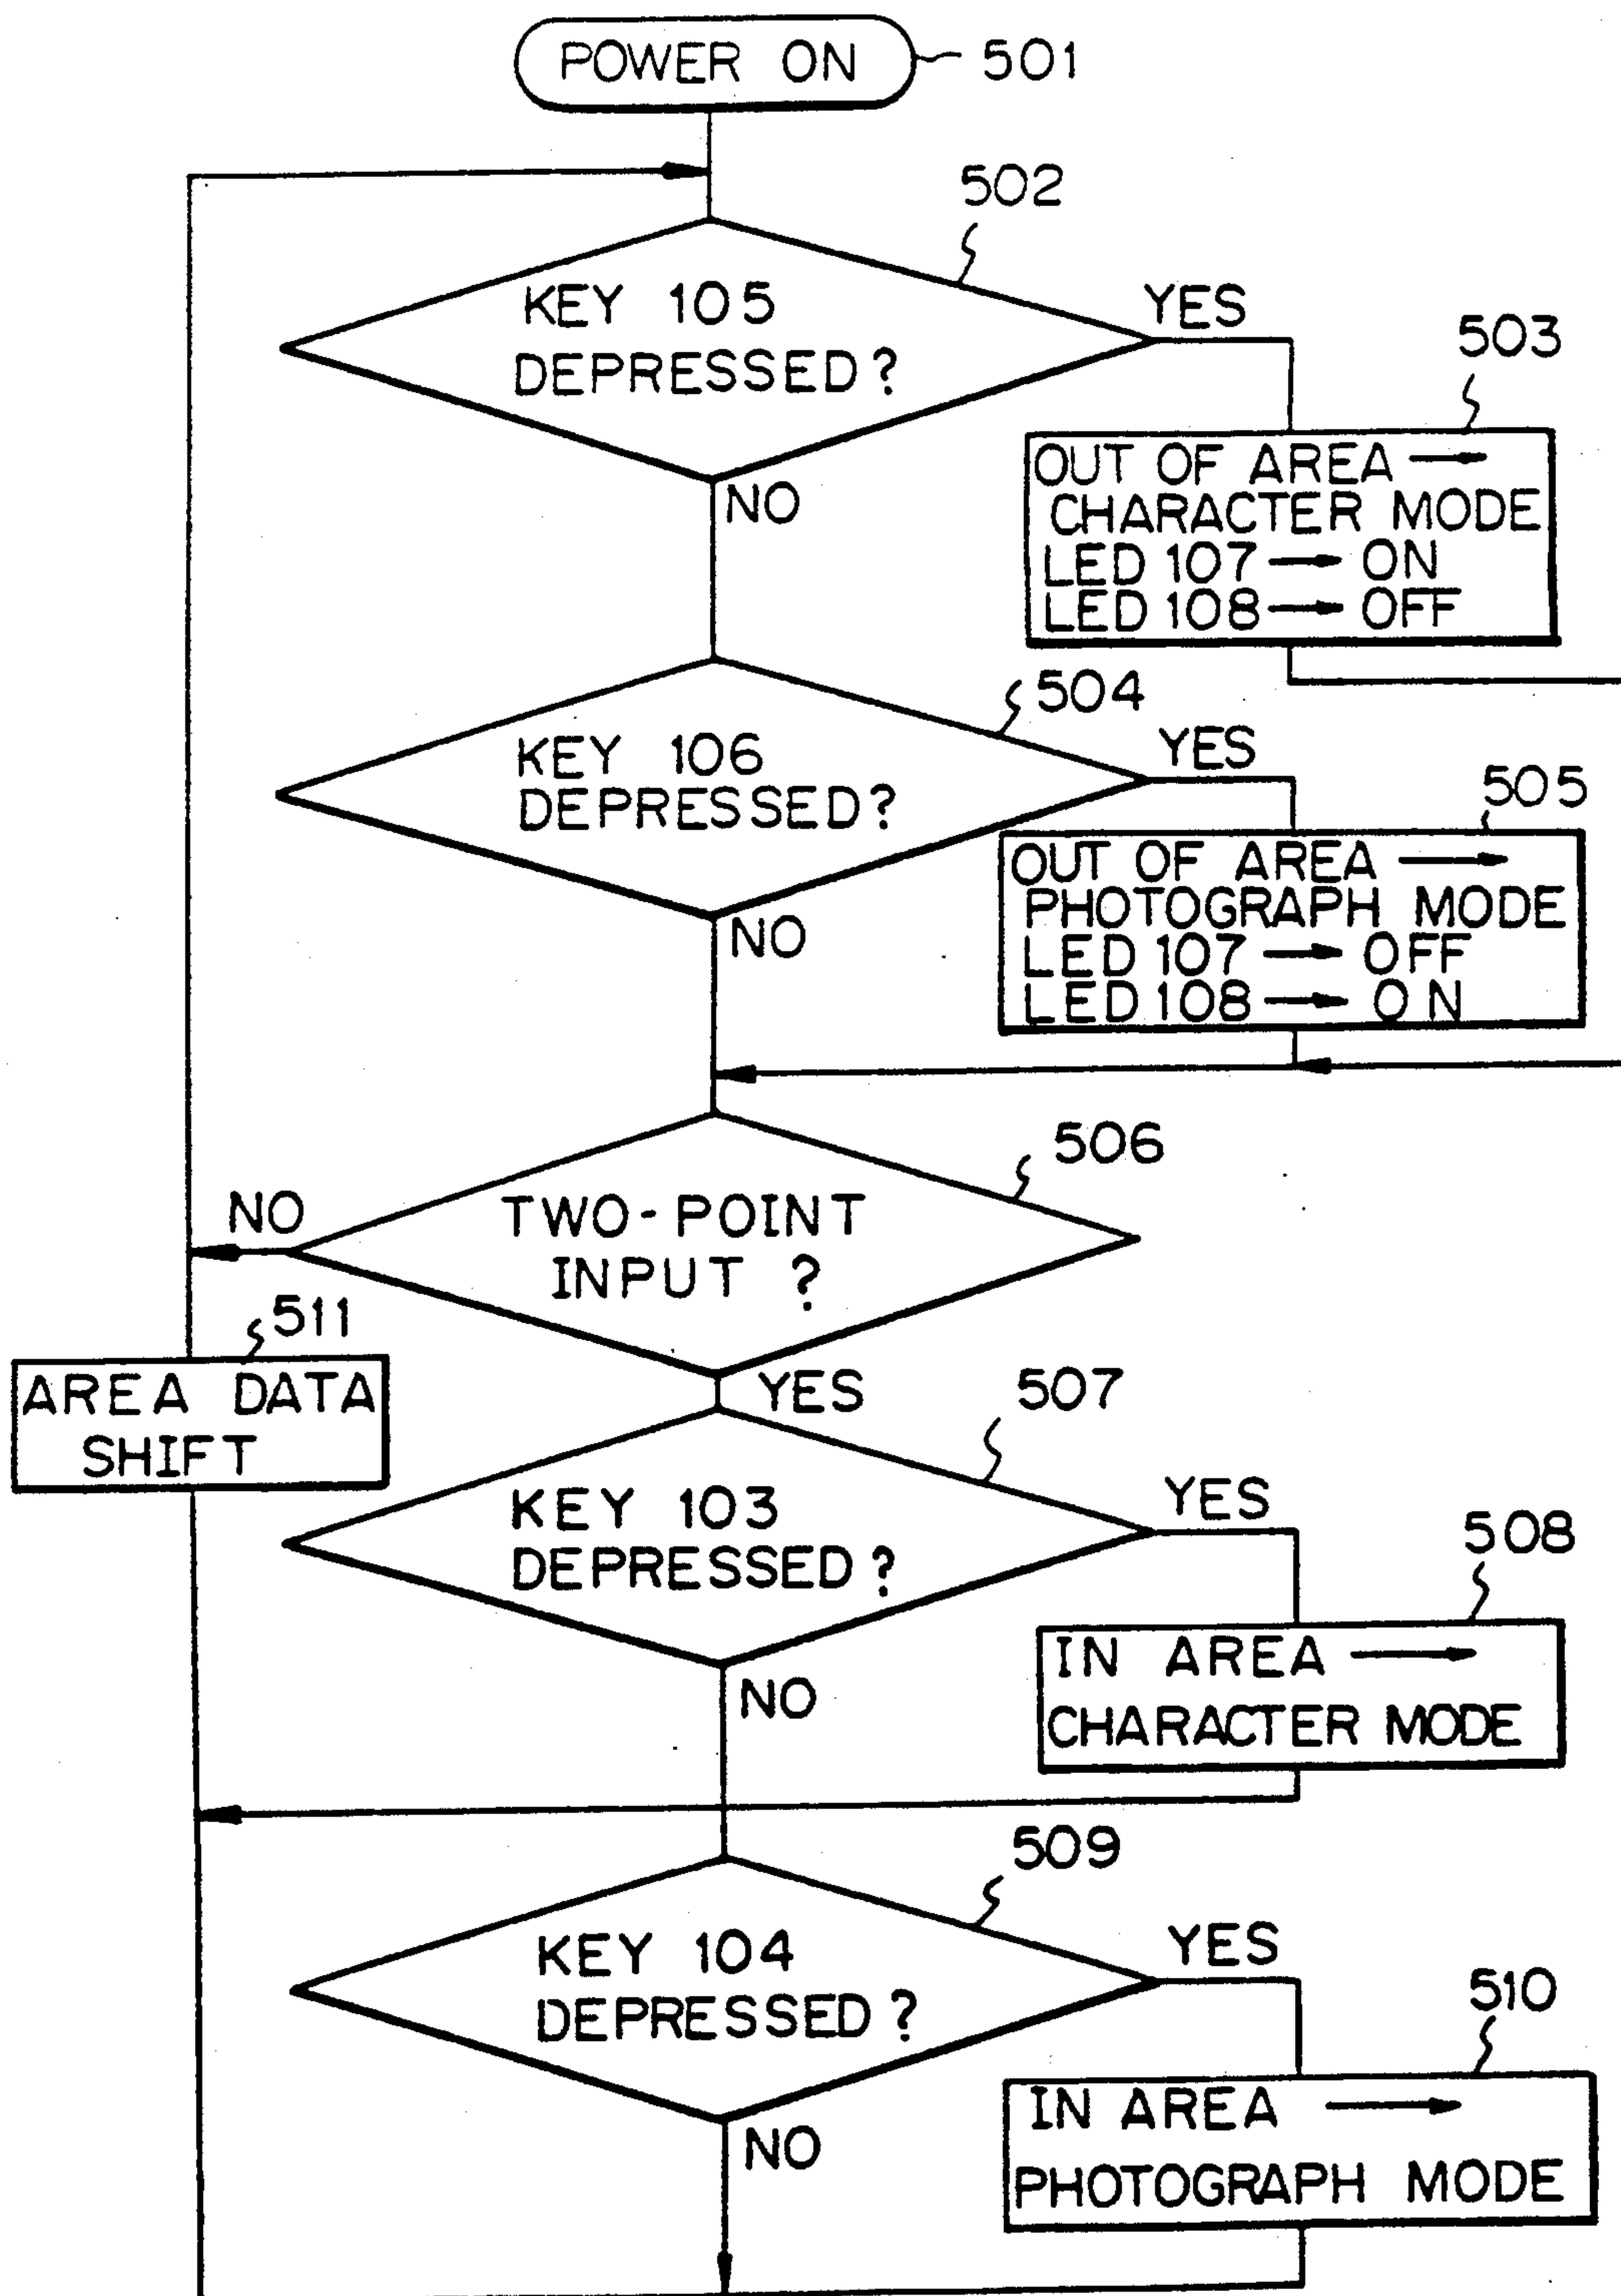 POWER ON
501
502
KEY 105
DEPRESSED?
YES
NO
503
OUT OF AREA →
CHARACTER MODE
LED 107 → ON
LED 108 → OFF
504
KEY 106
DEPRESSED?
YES
NO
505
OUT OF AREA →
PHOTOGRAPH MODE
LED 107 → OFF
LED 108 → ON
506
TWO-POINT
INPUT ?
NO
YES
511
AREA DATA
SHIFT
507
KEY 103
DEPRESSED?
YES
NO
508
IN AREA →
CHARACTER MODE
509
KEY 104
DEPRESSED?
YES
NO
510
IN AREA →
PHOTOGRAPH MODE